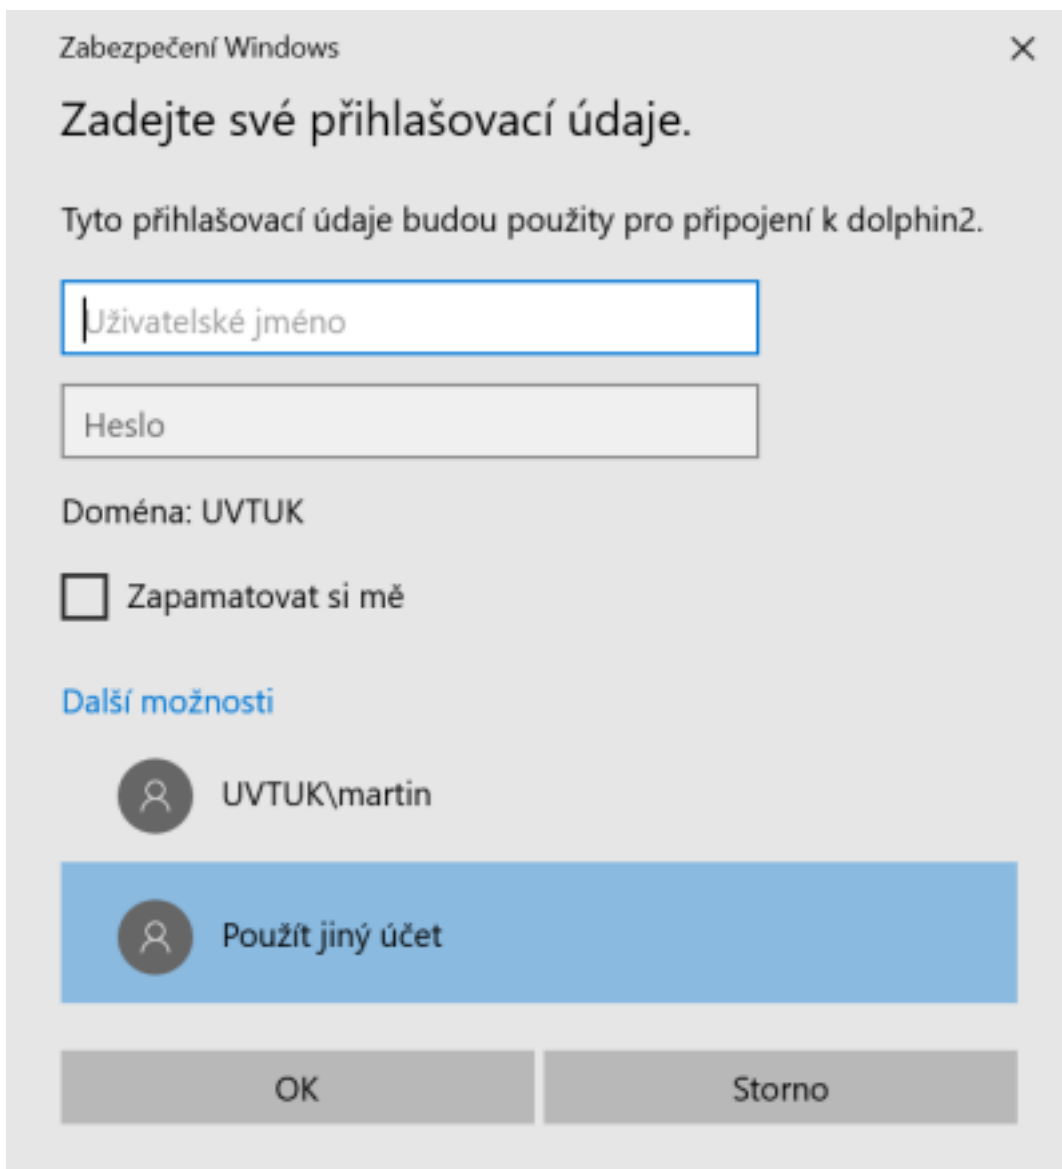 Zabezpečení Windows
Zadejte své přihlašovací údaje.
Tyto přihlašovací údaje budou použity pro připojení k dolphin2.
Uživatelské jméno
Heslo
Doména: UVTUK
Zapamatovat si mě
Další možnosti
UVTUK\martin
Použít jiný účet
OK
Storno